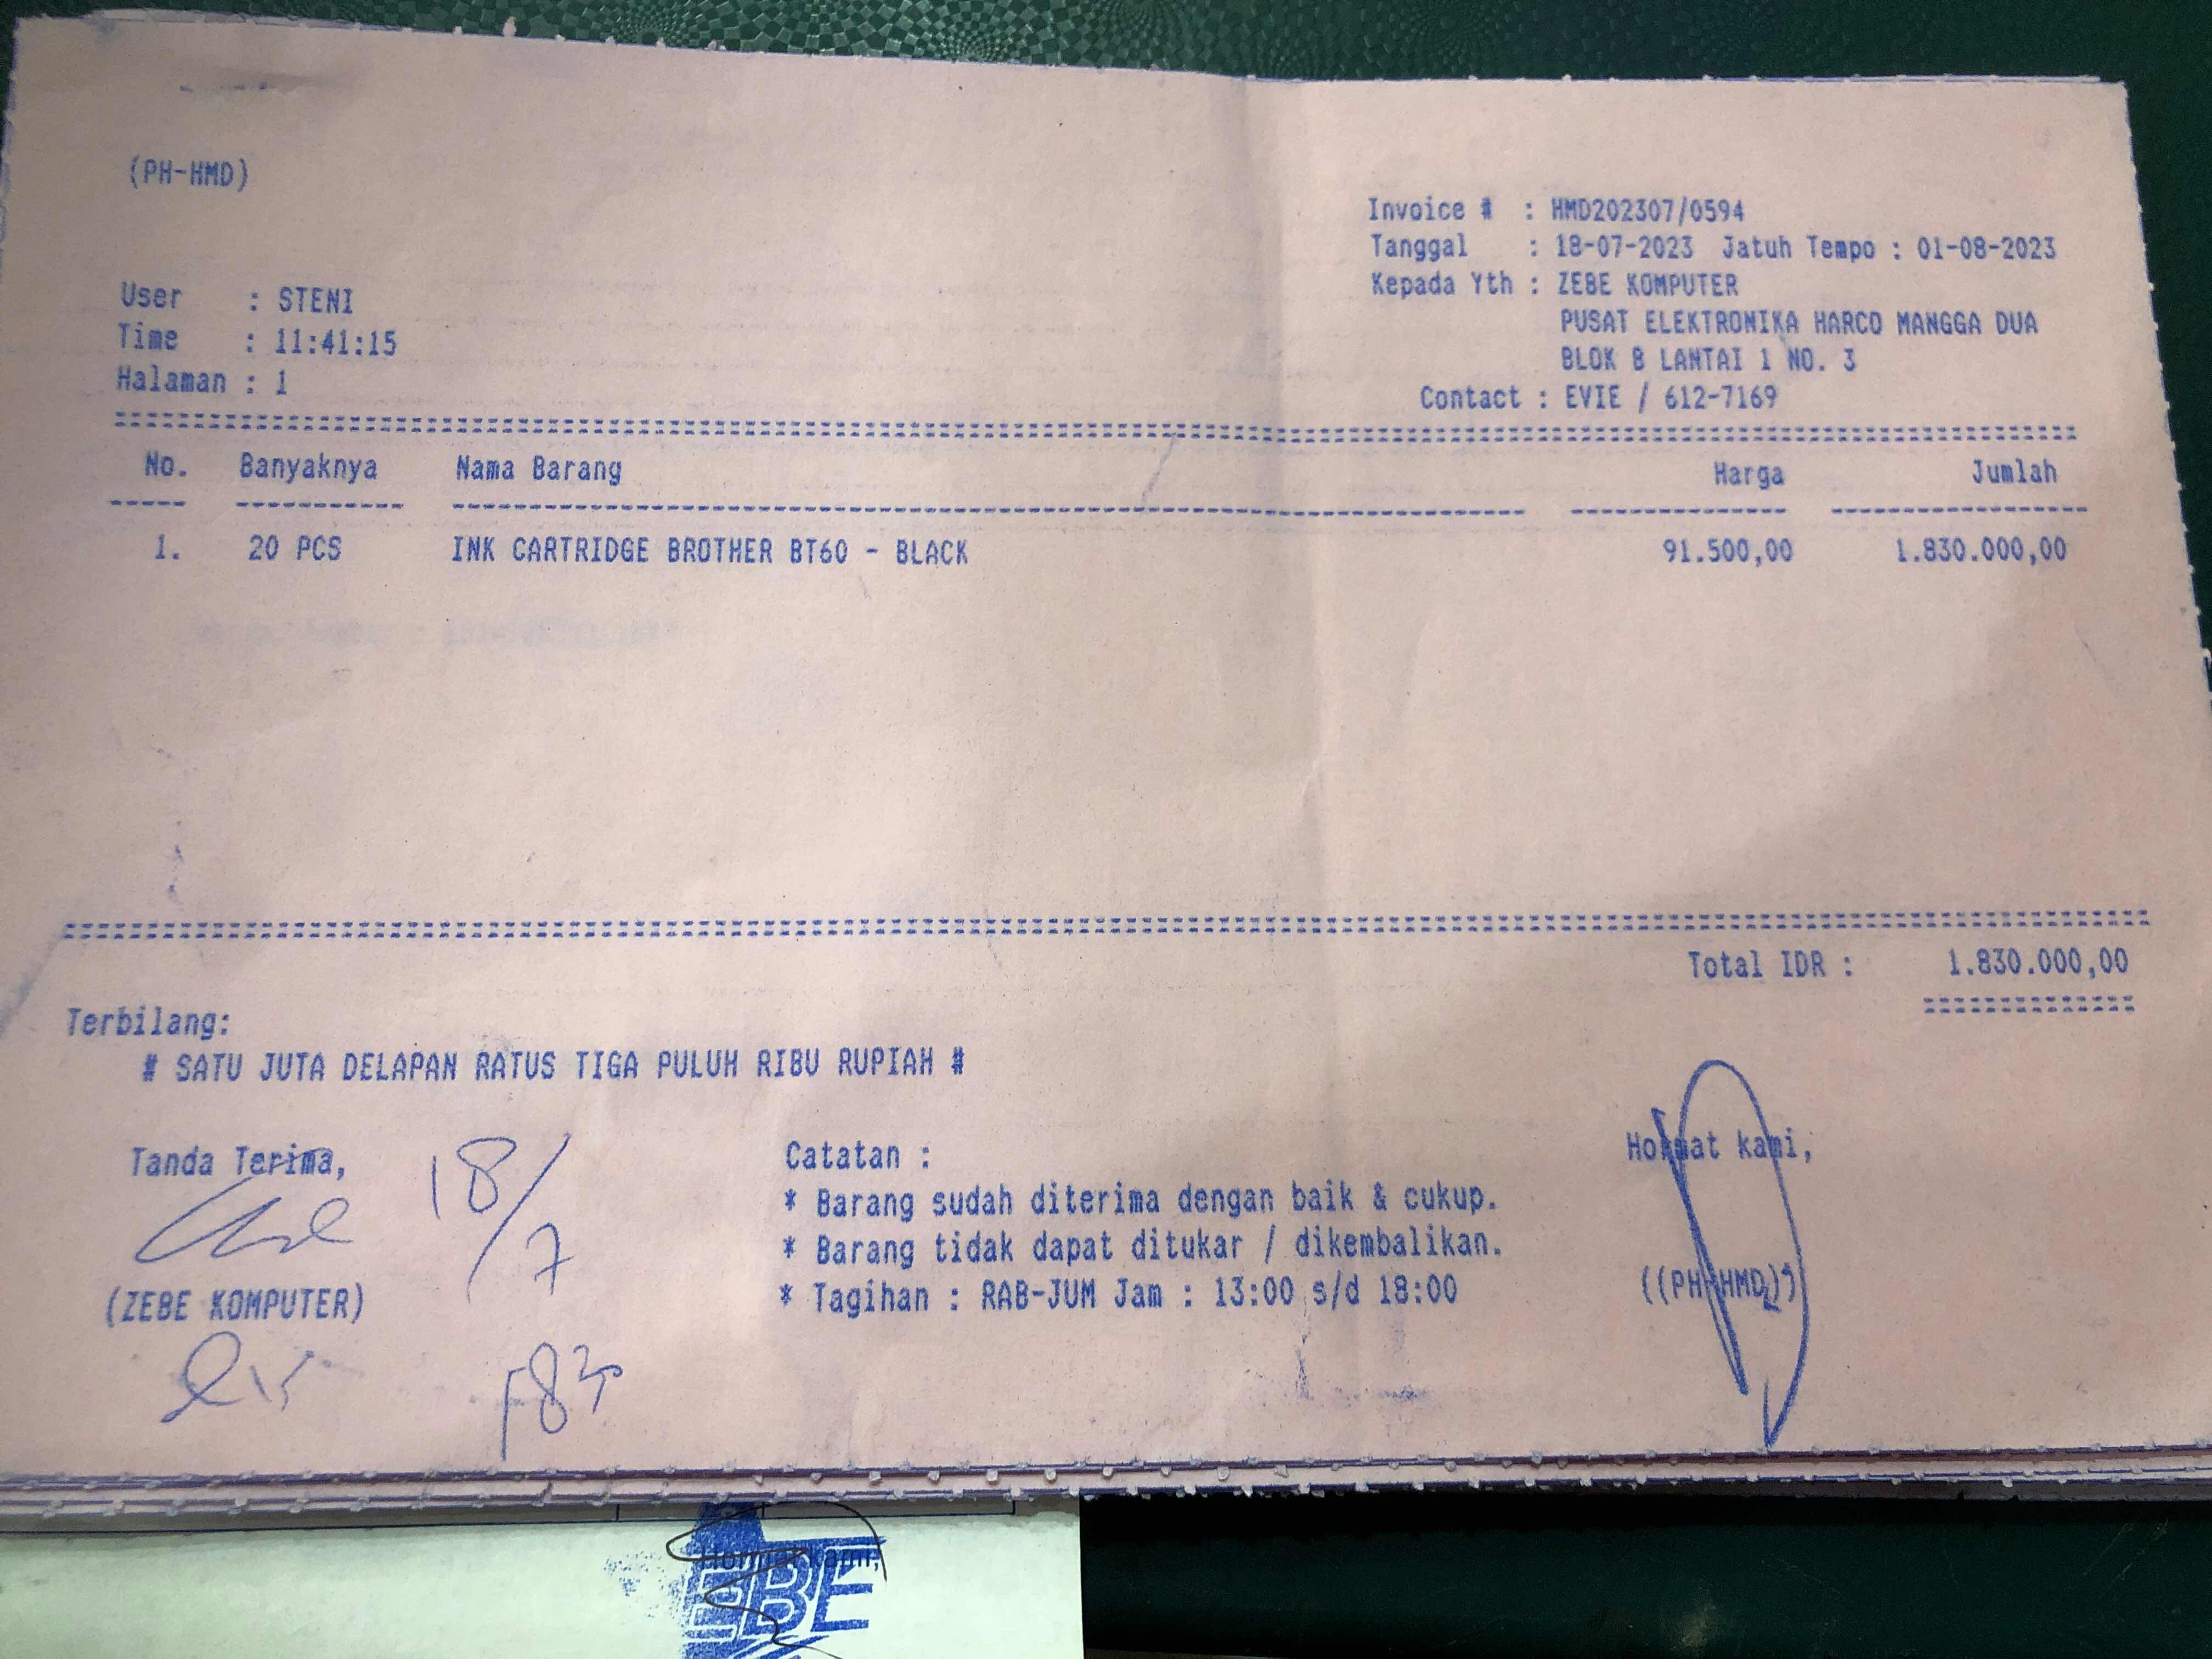 (PH-HMD)
Invoice # : HMD202307/0594
Tanggal : 18-07-2023 Jatuh Tempo : 01-08-2023
Kepada Yth : ZEBE KOMPUTER
PUSAT ELEKTRONIKA HARCO MANGGA DUA
BLOK B LANTAI 1 NO. 3
Contact : EVIE / 612-7169
User : STENI
Time : 11:41:15
Halaman : 1
No. Banyaknya Nama Barang Harga Jumlah
1. 20 PCS INK CARTRIDGE BROTHER BT60 - BLACK 91.500,00 1.830.000,00
Total IDR : 1.830.000,00
Terbilang:
# SATU JUTA DELAPAN RATUS TIGA PULUH RIBU RUPIAH #
Tanda Terima,
18/7
(ZEBE KOMPUTER)
Catatan :
* Barang sudah diterima dengan baik & cukup.
* Barang tidak dapat ditukar / dikembalikan.
* Tagihan : RAB-JUM Jam : 13:00 s/d 18:00
Hormat kami,
((PH-HMD))
Hormat kami,
EBE